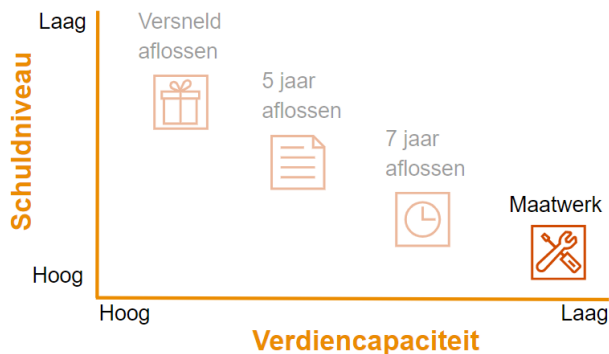 Laag
Versneld
aflossen
5 jaar
aflossen
7 jaar
aflossen
Maatwerk
Schuldniveau
Hoog
Hoog
Laag
Verdiencapaciteit